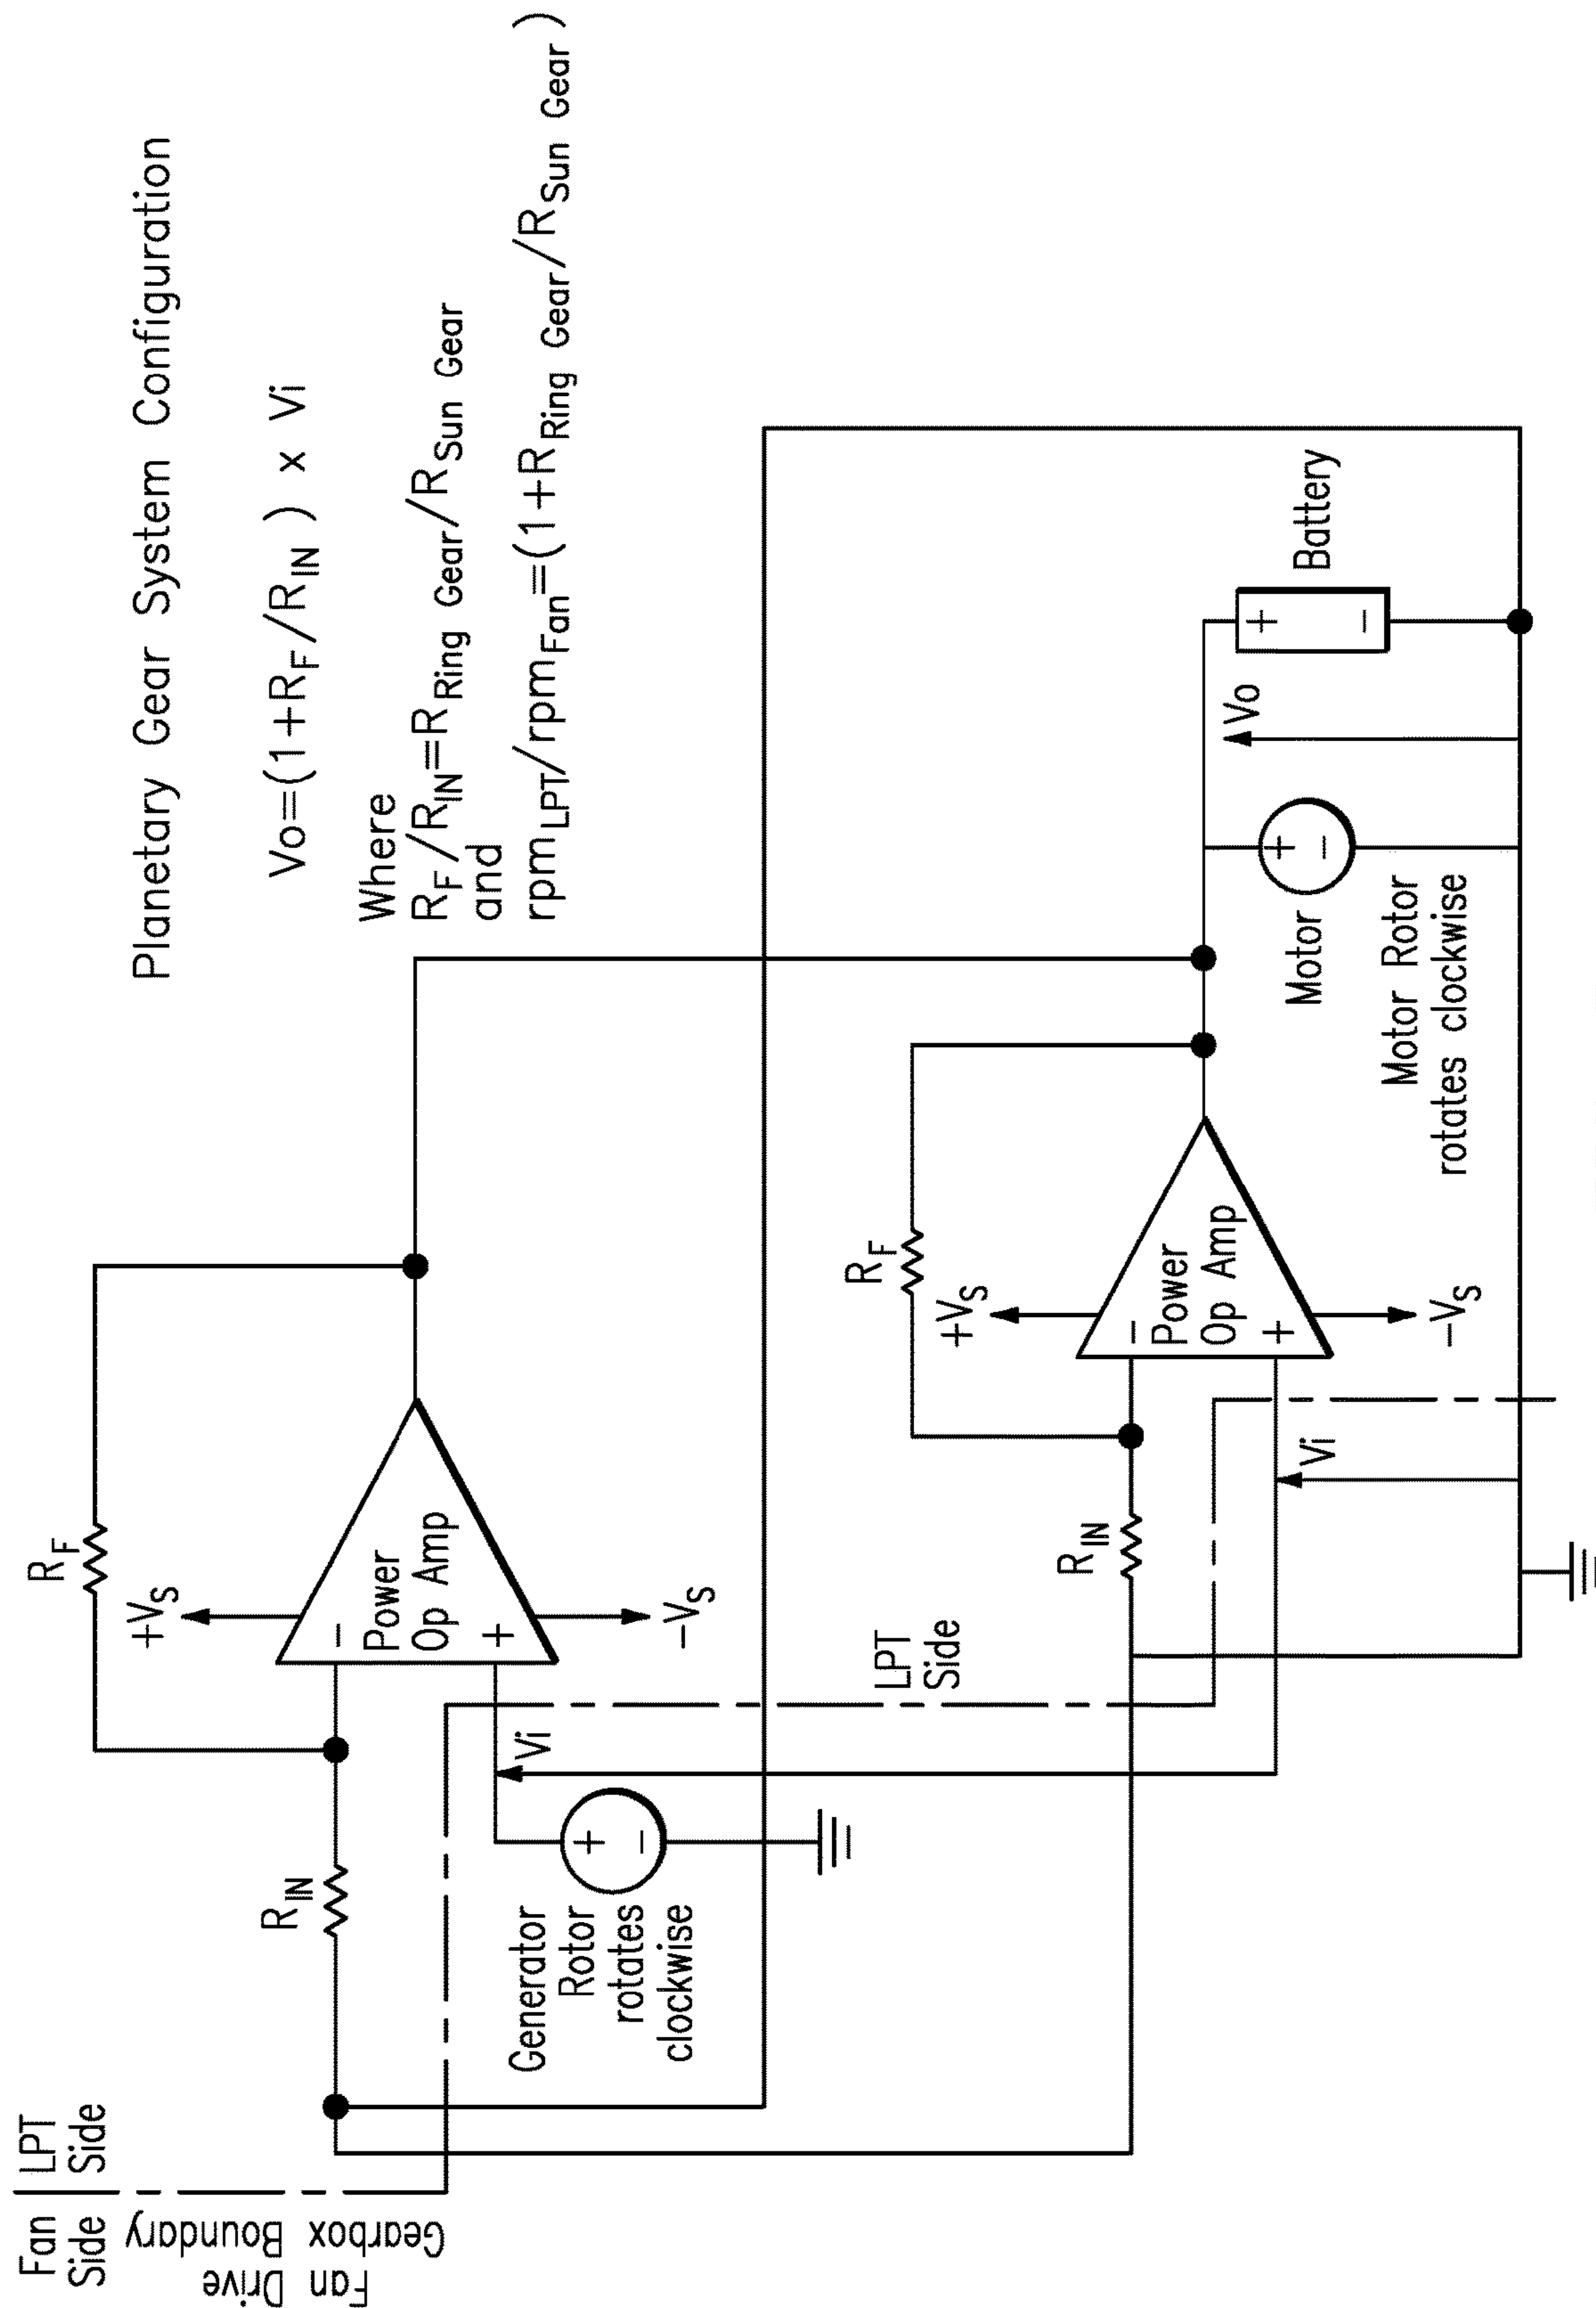 Planetary Gear System Configuration
Vo=(1+RF/RIN) x Vi
Where
RF/RIN=RRing Gear/RSun Gear
and
rpmLPT/rpmFan=(1+RRing Gear/RSun Gear)
Fan
Side
LPT
Side
Fan Drive
Gearbox Boundary
RF
RIN
+VS
−
Power
Op Amp
+
−VS
Vi
Generator
Rotor
rotates
clockwise
+
−
LPT
Side
RF
RIN
+VS
−
Power
Op Amp
+
−VS
Vi
Motor
+
−
Motor Rotor
rotates clockwise
Vo
Battery
+
−